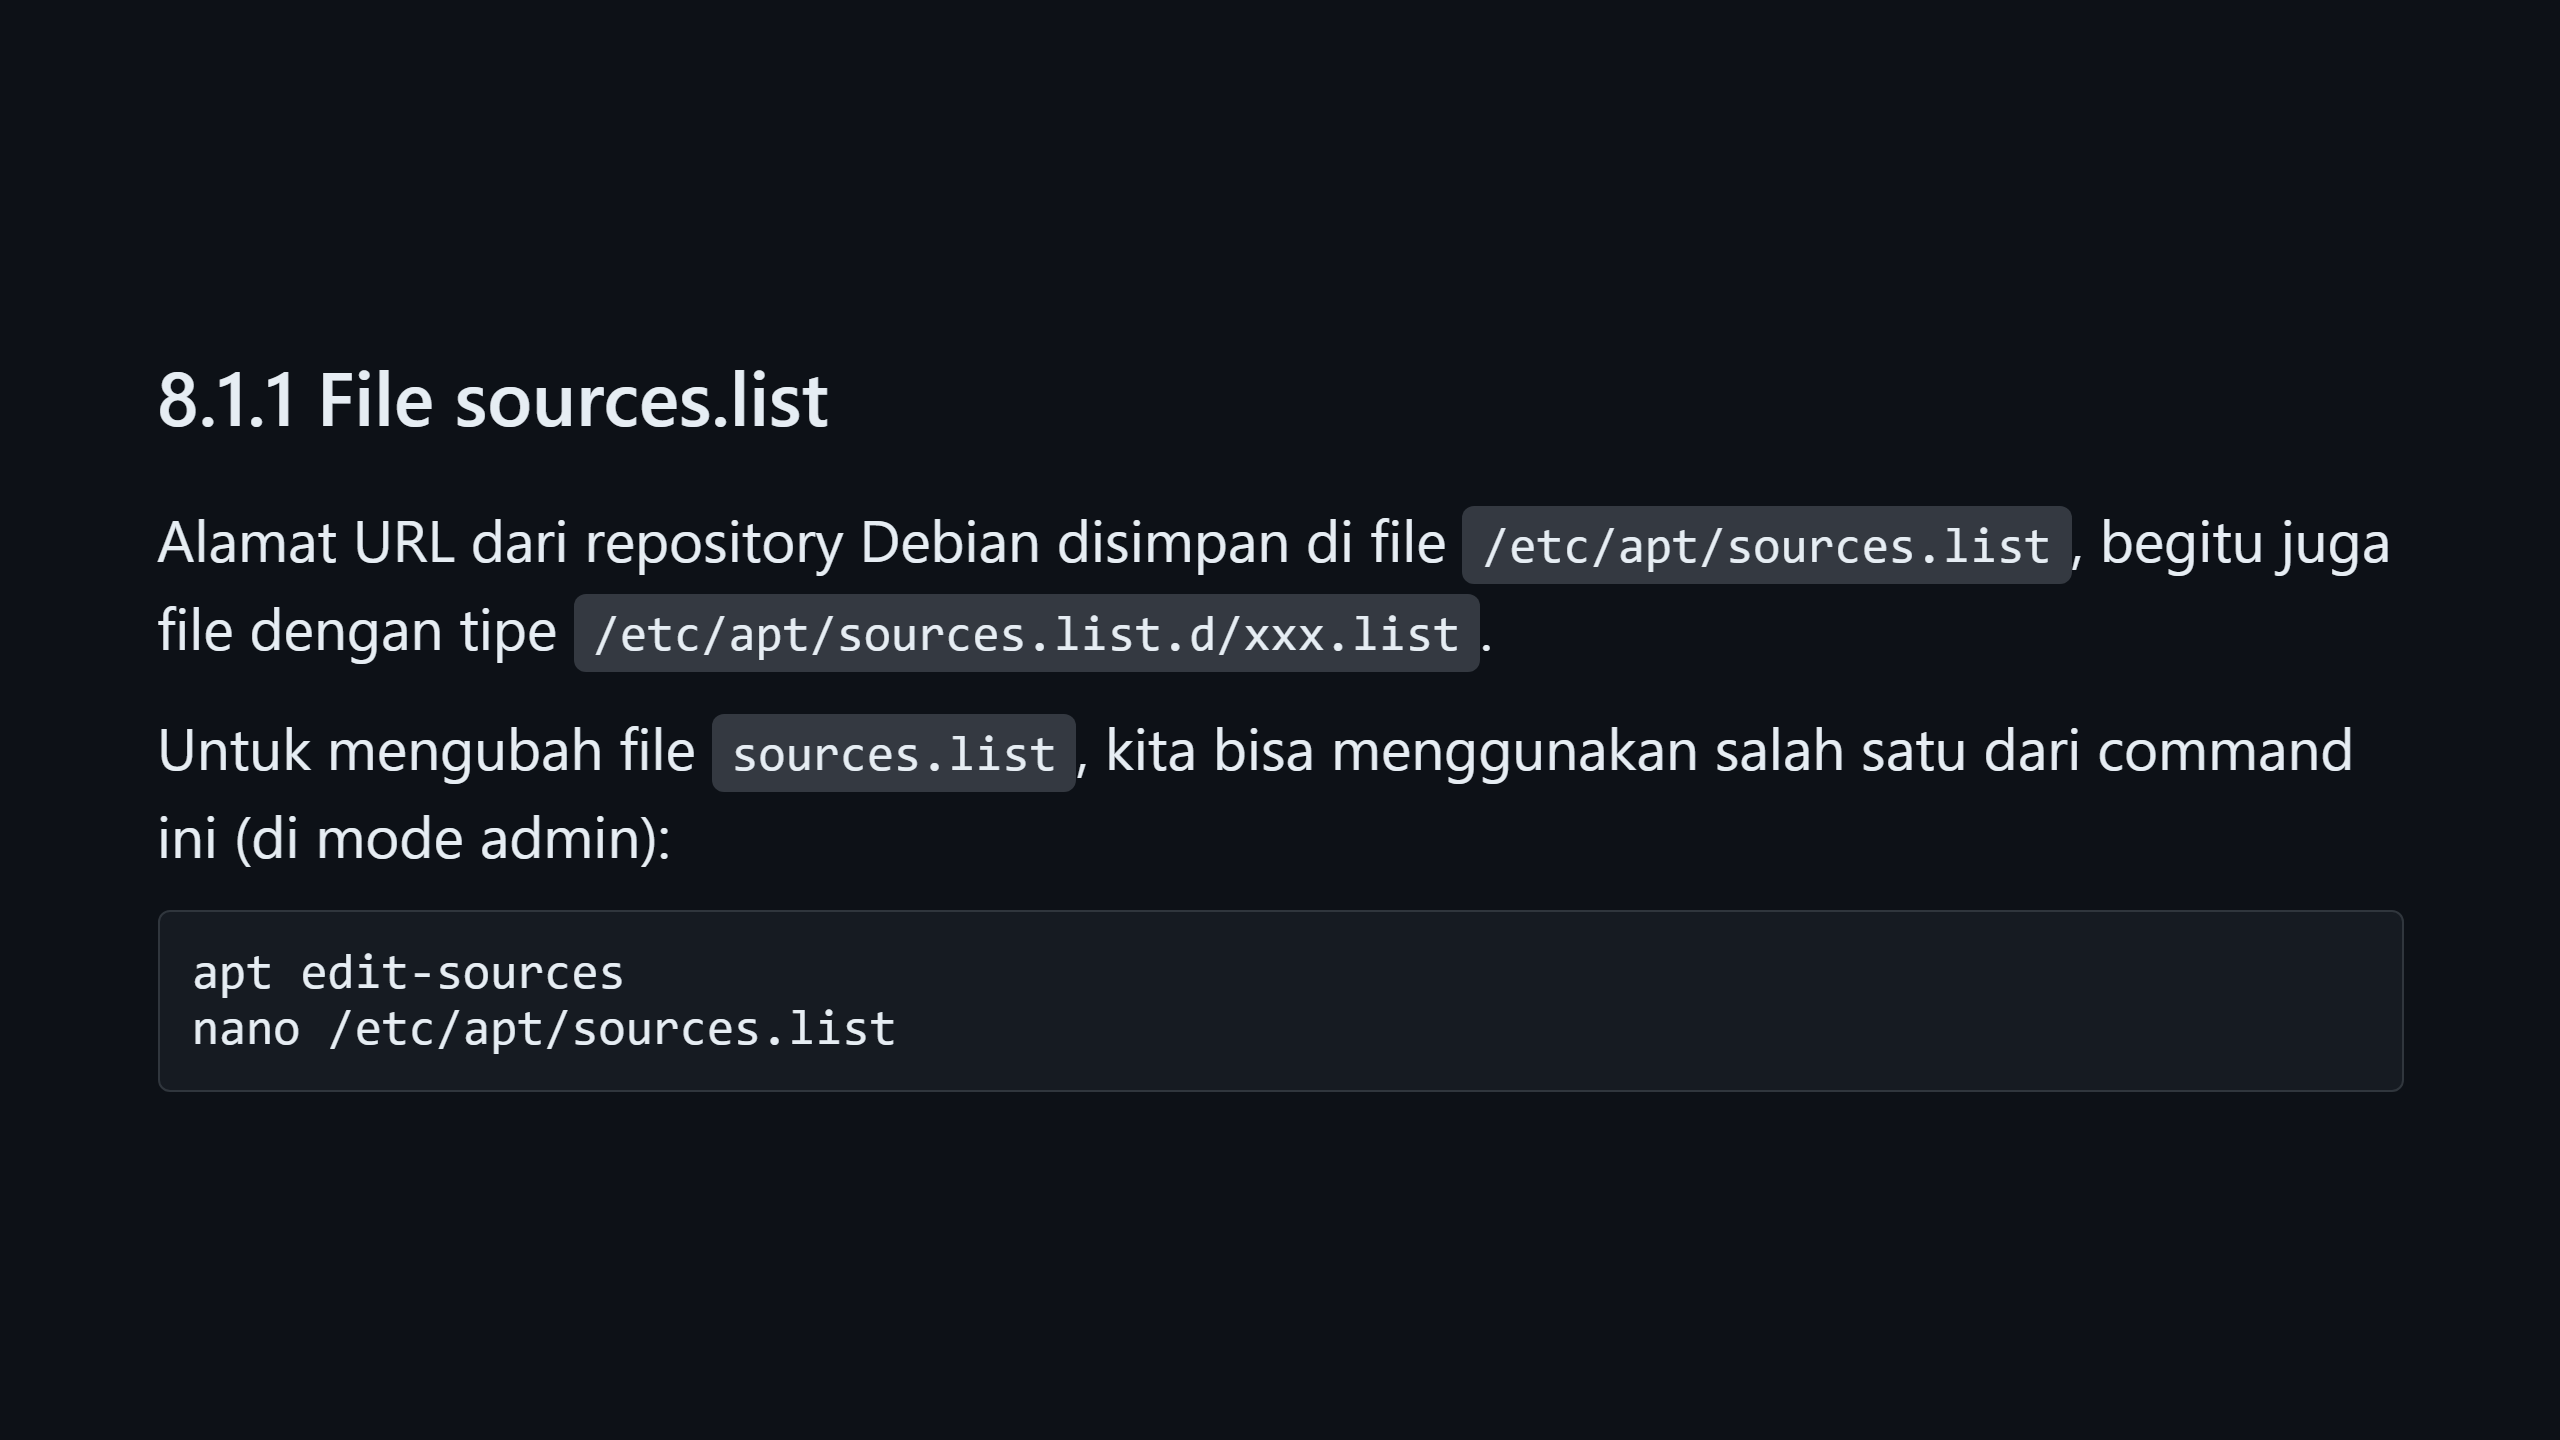 8.1.1 File sources.list
Alamat URL dari repository Debian disimpan di file /etc/apt/sources.list, begitu juga
file dengan tipe /etc/apt/sources.list.d/xxx.list.
Untuk mengubah file sources.list, kita bisa menggunakan salah satu dari command
ini (di mode admin):
apt edit-sources
nano /etc/apt/sources.list